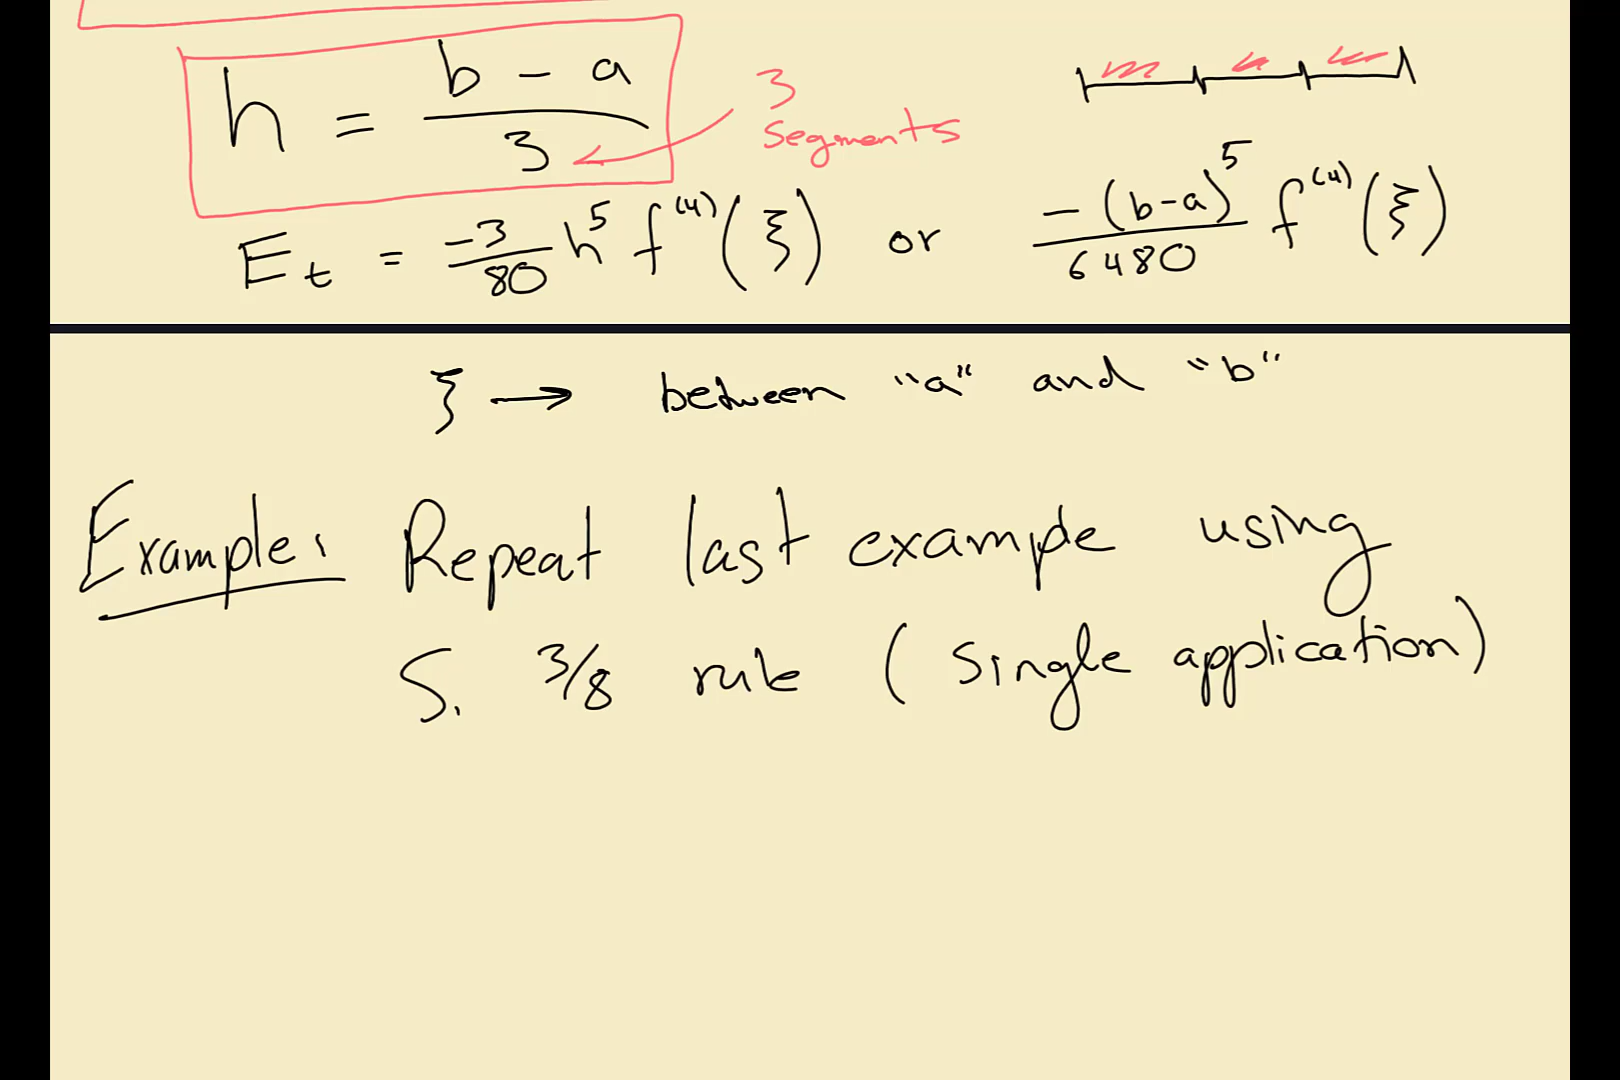 h = (b - a)/3
3 segments
E_t = -3/80 h^5 f^(4)(ξ) or -(b-a)^5/6480 f^(4)(ξ)
ξ → between "a" and "b"
Example: Repeat last example using
S. 3/8 rule (single application)